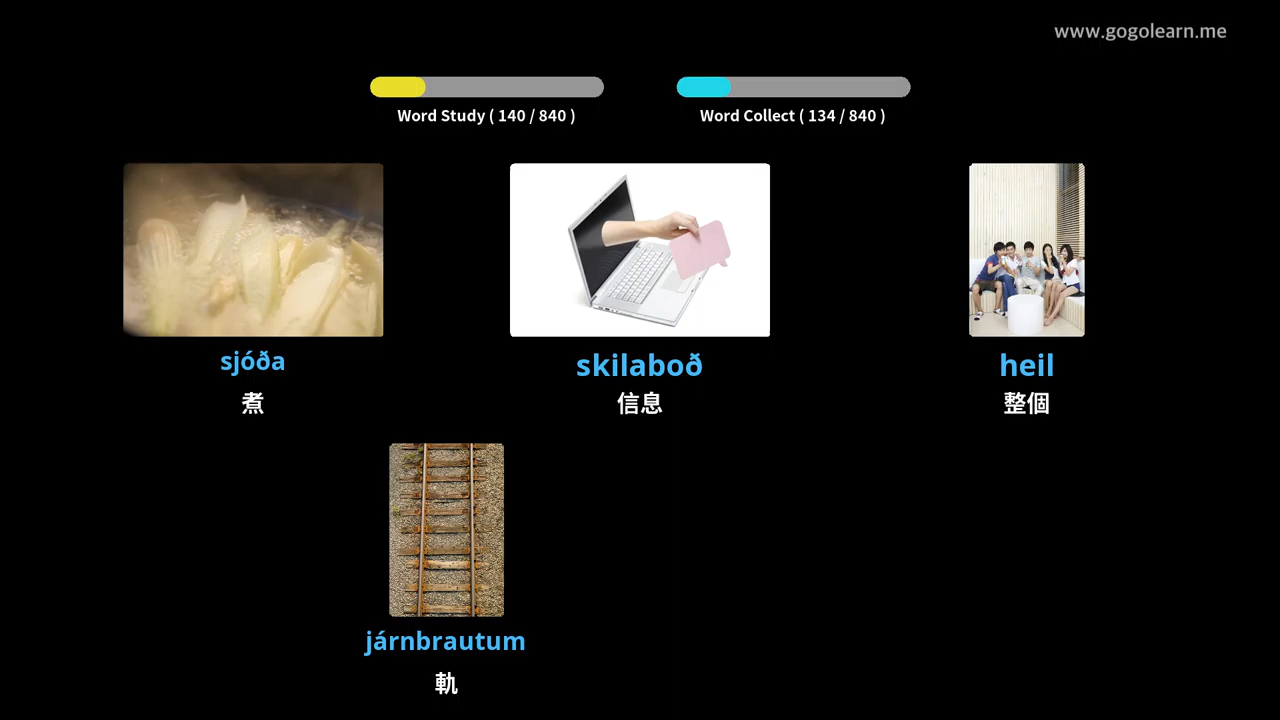 www.gogolearn.me
Word Study ( 140 / 840 )
Word Collect ( 134 / 840 )
sjóða
煮
skilaboð
信息
heil
整個
járnbrautum
軌